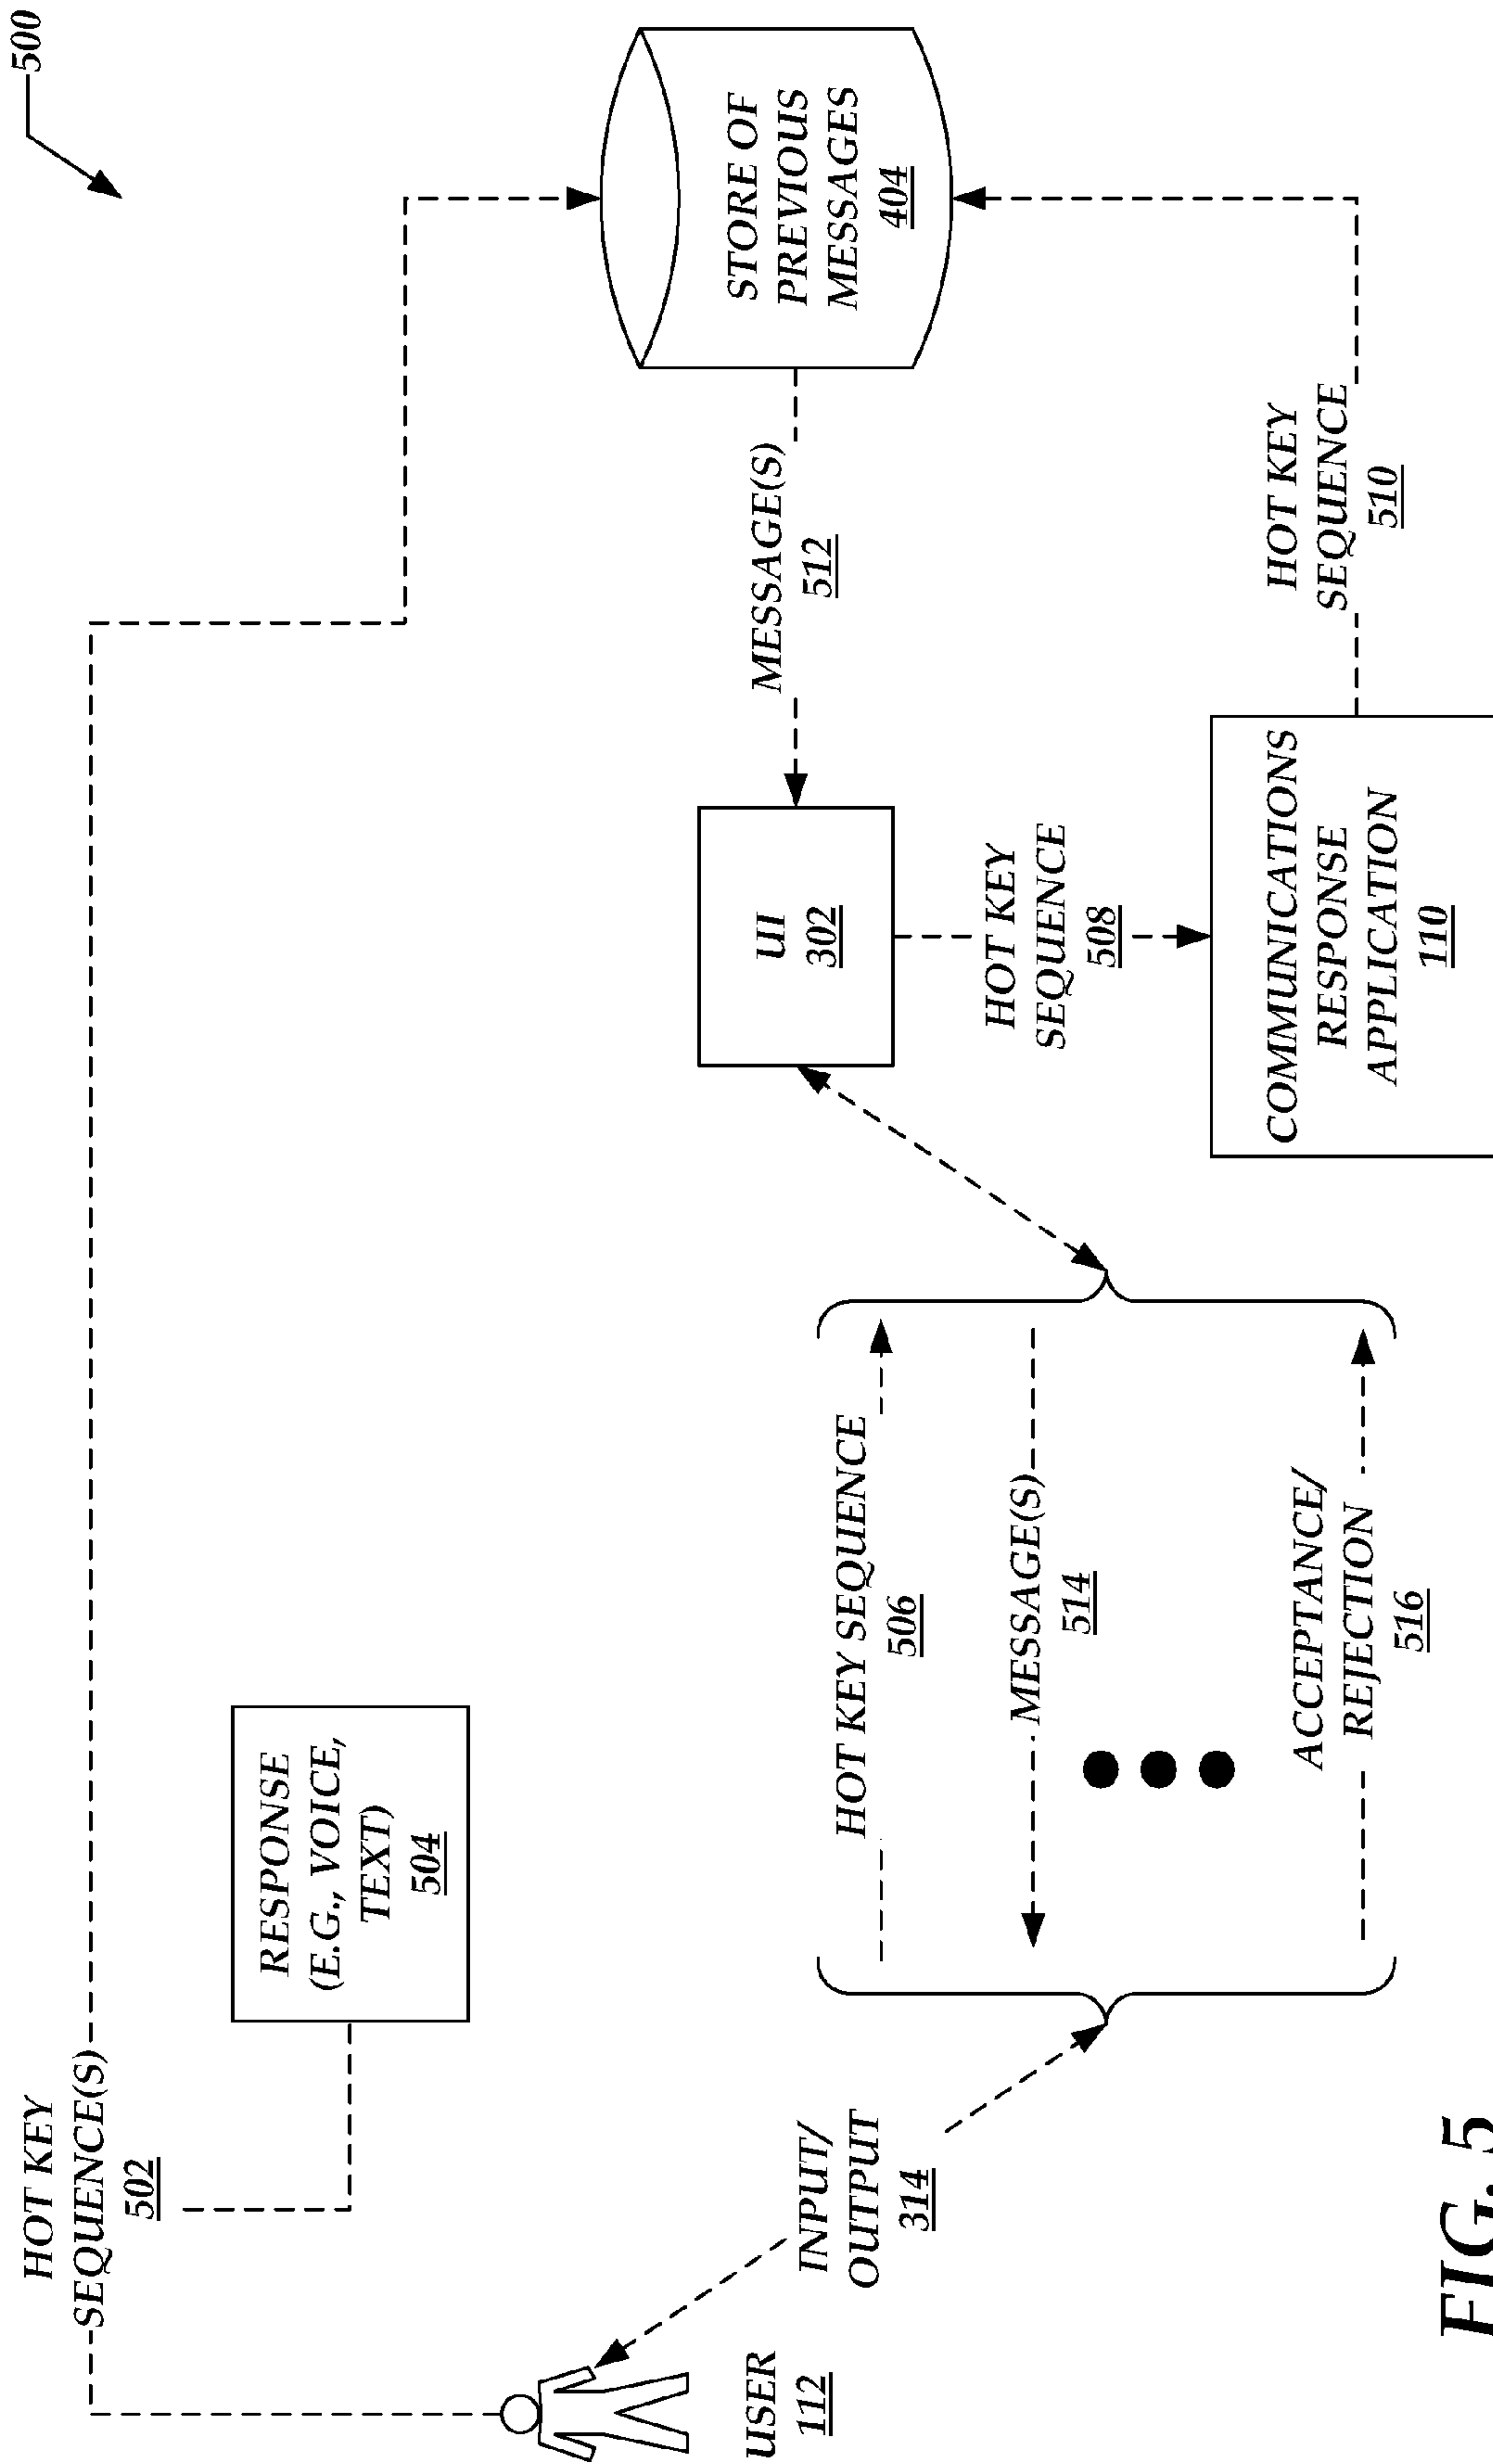 500
HOT KEY
SEQUENCE(S)
502
RESPONSE
(E.G., VOICE,
TEXT)
504
STORE OF
PREVIOUS
MESSAGES
404
MESSAGE(S)
512
UI
302
USER
112
INPUT/
OUTPUT
314
HOT KEY SEQUENCE
506
MESSAGE(S)
514
ACCEPTANCE/
REJECTION
516
HOT KEY
SEQUENCE
508
COMMUNICATIONS
RESPONSE
APPLICATION
110
HOT KEY
SEQUENCE
510
FIG. 5